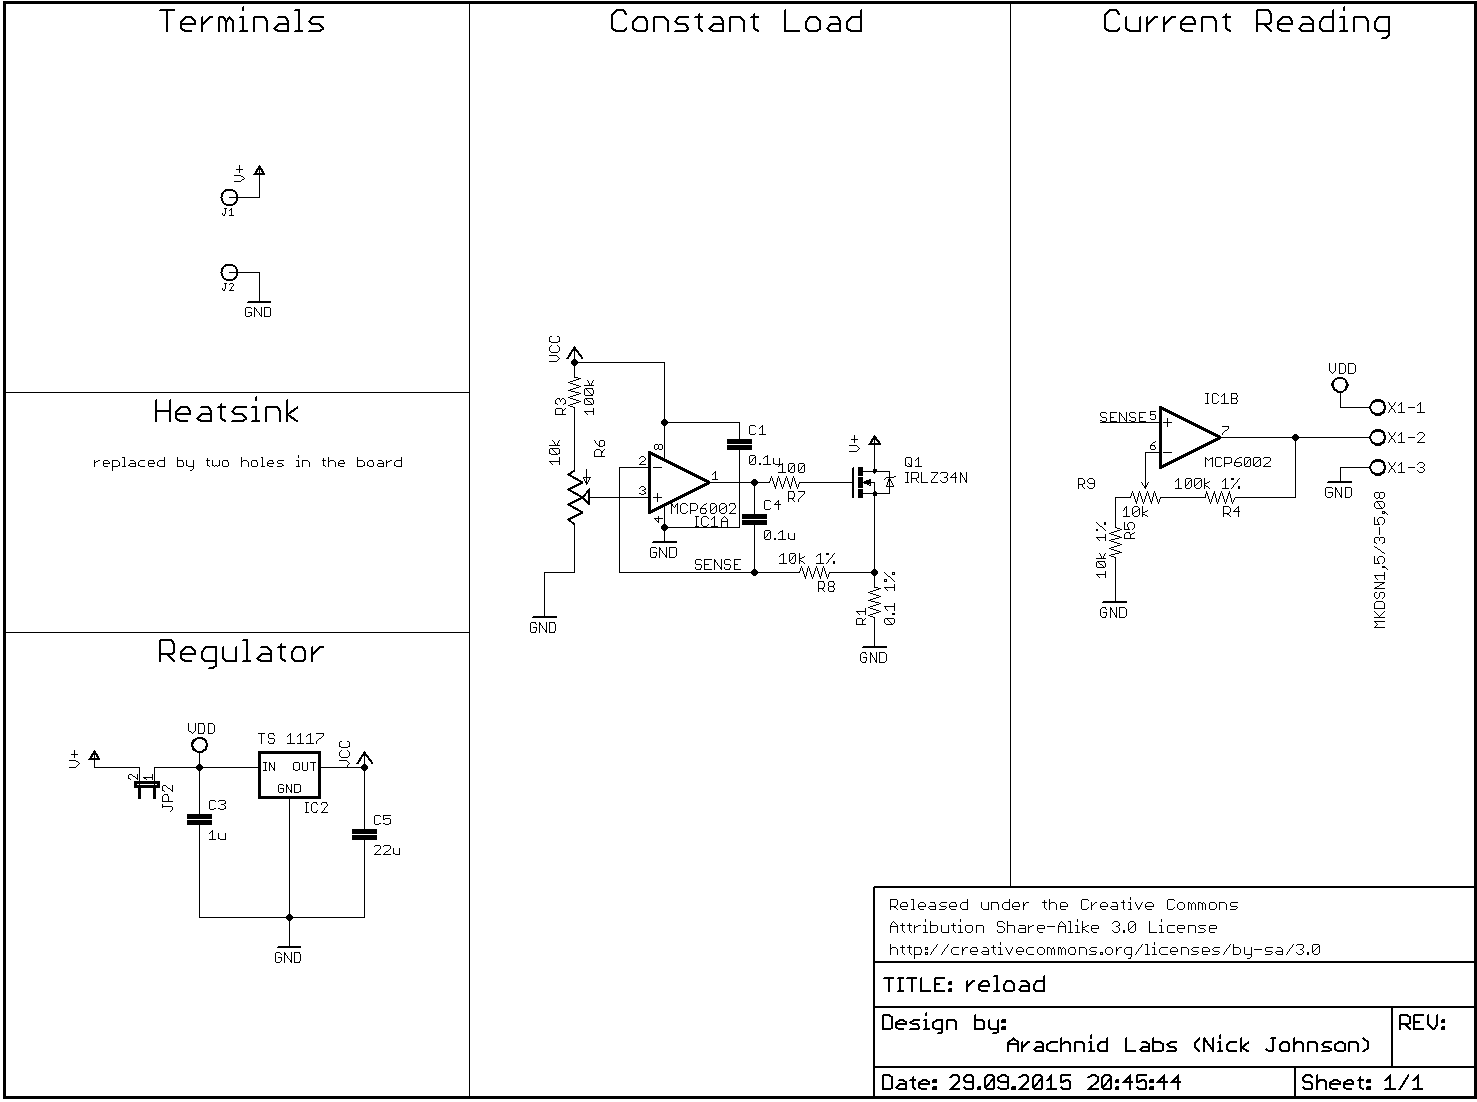 Terminals
V+
J1
J2
GND
Heatsink
replaced by two holes in the board
Regulator
V+
2
1
JP2
VDD
C3
1u
TS 1117
IN OUT
GND
IC2
VCC
C5
22u
GND
Constant Load
VCC
R3
100k
10k
R6
GND
2
3
8
4
1
MCP6002
IC1A
GND
C1
0.1u
100
R7
C4
0.1u
SENSE
10k 1%
R8
V+
Q1
IRLZ34N
R1
0.1 1%
GND
Current Reading
SENSE
5
6
7
IC1B
MCP6002
R9
10k
100k 1%
R4
10k 1%
R5
GND
VDD
X1-1
X1-2
X1-3
GND
MKDSN1,5/3-5,08
Released under the Creative Commons
Attribution Share-Alike 3.0 License
http://creativecommons.org/licenses/by-sa/3.0
TITLE: reload
Design by:
Arachnid Labs (Nick Johnson)
REV:
Date: 29.09.2015 20:45:44
Sheet: 1/1